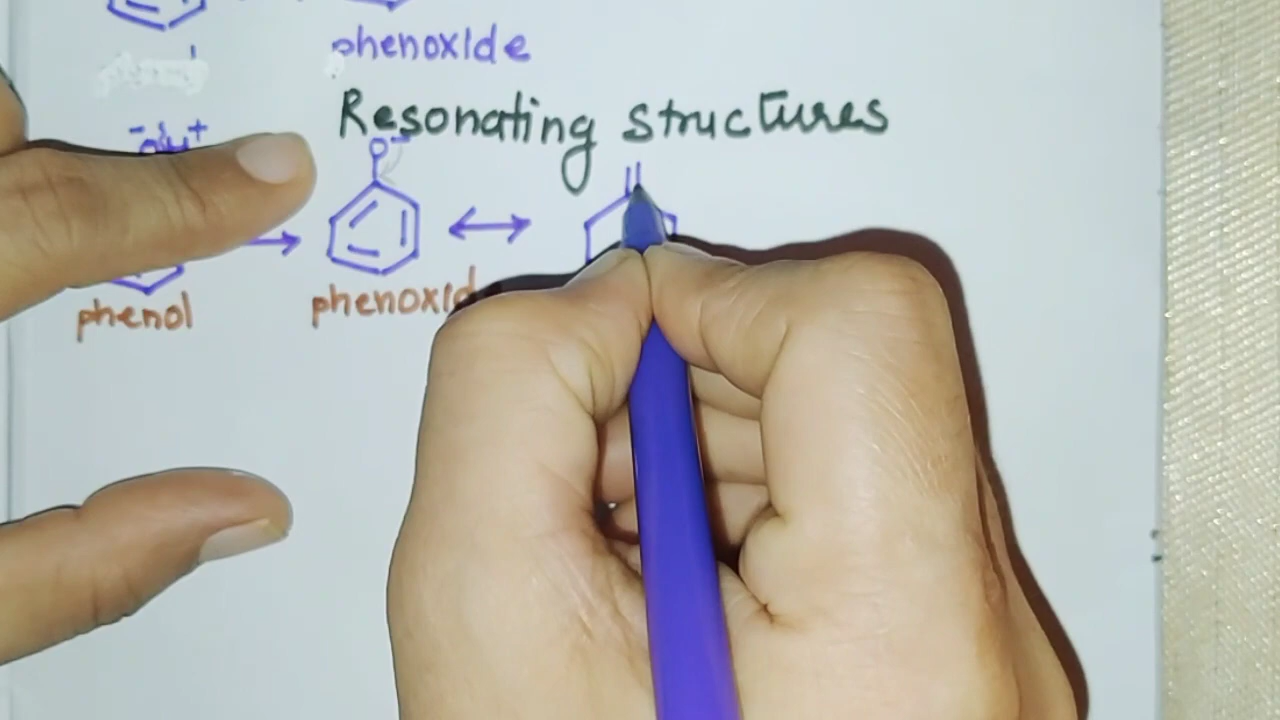 phenoxide
Resonating structures
O⁻
phenol
phenoxid